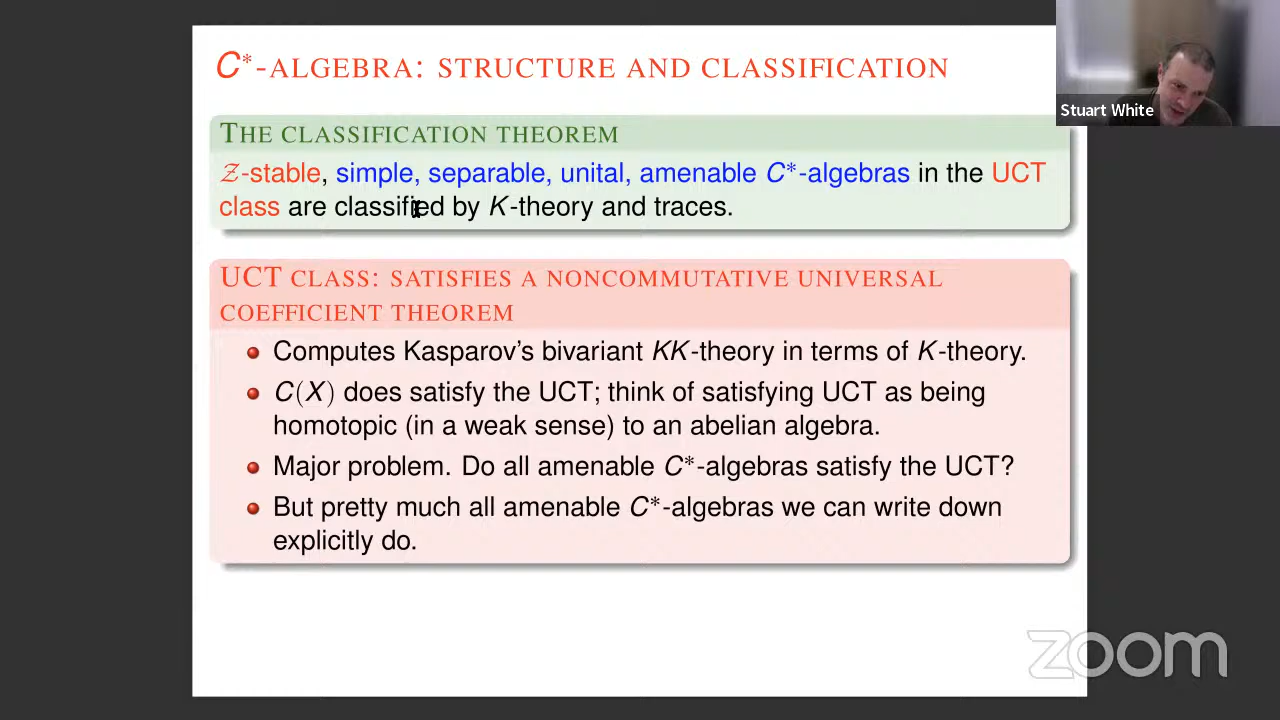 C*-ALGEBRA: STRUCTURE AND CLASSIFICATION
Stuart White
THE CLASSIFICATION THEOREM
𝒵-stable, simple, separable, unital, amenable C*-algebras in the UCT
class are classified by K-theory and traces.
UCT CLASS: SATISFIES A NONCOMMUTATIVE UNIVERSAL
COEFFICIENT THEOREM
Computes Kasparov's bivariant KK-theory in terms of K-theory.
C(X) does satisfy the UCT; think of satisfying UCT as being
homotopic (in a weak sense) to an abelian algebra.
Major problem. Do all amenable C*-algebras satisfy the UCT?
But pretty much all amenable C*-algebras we can write down
explicitly do.
zoom